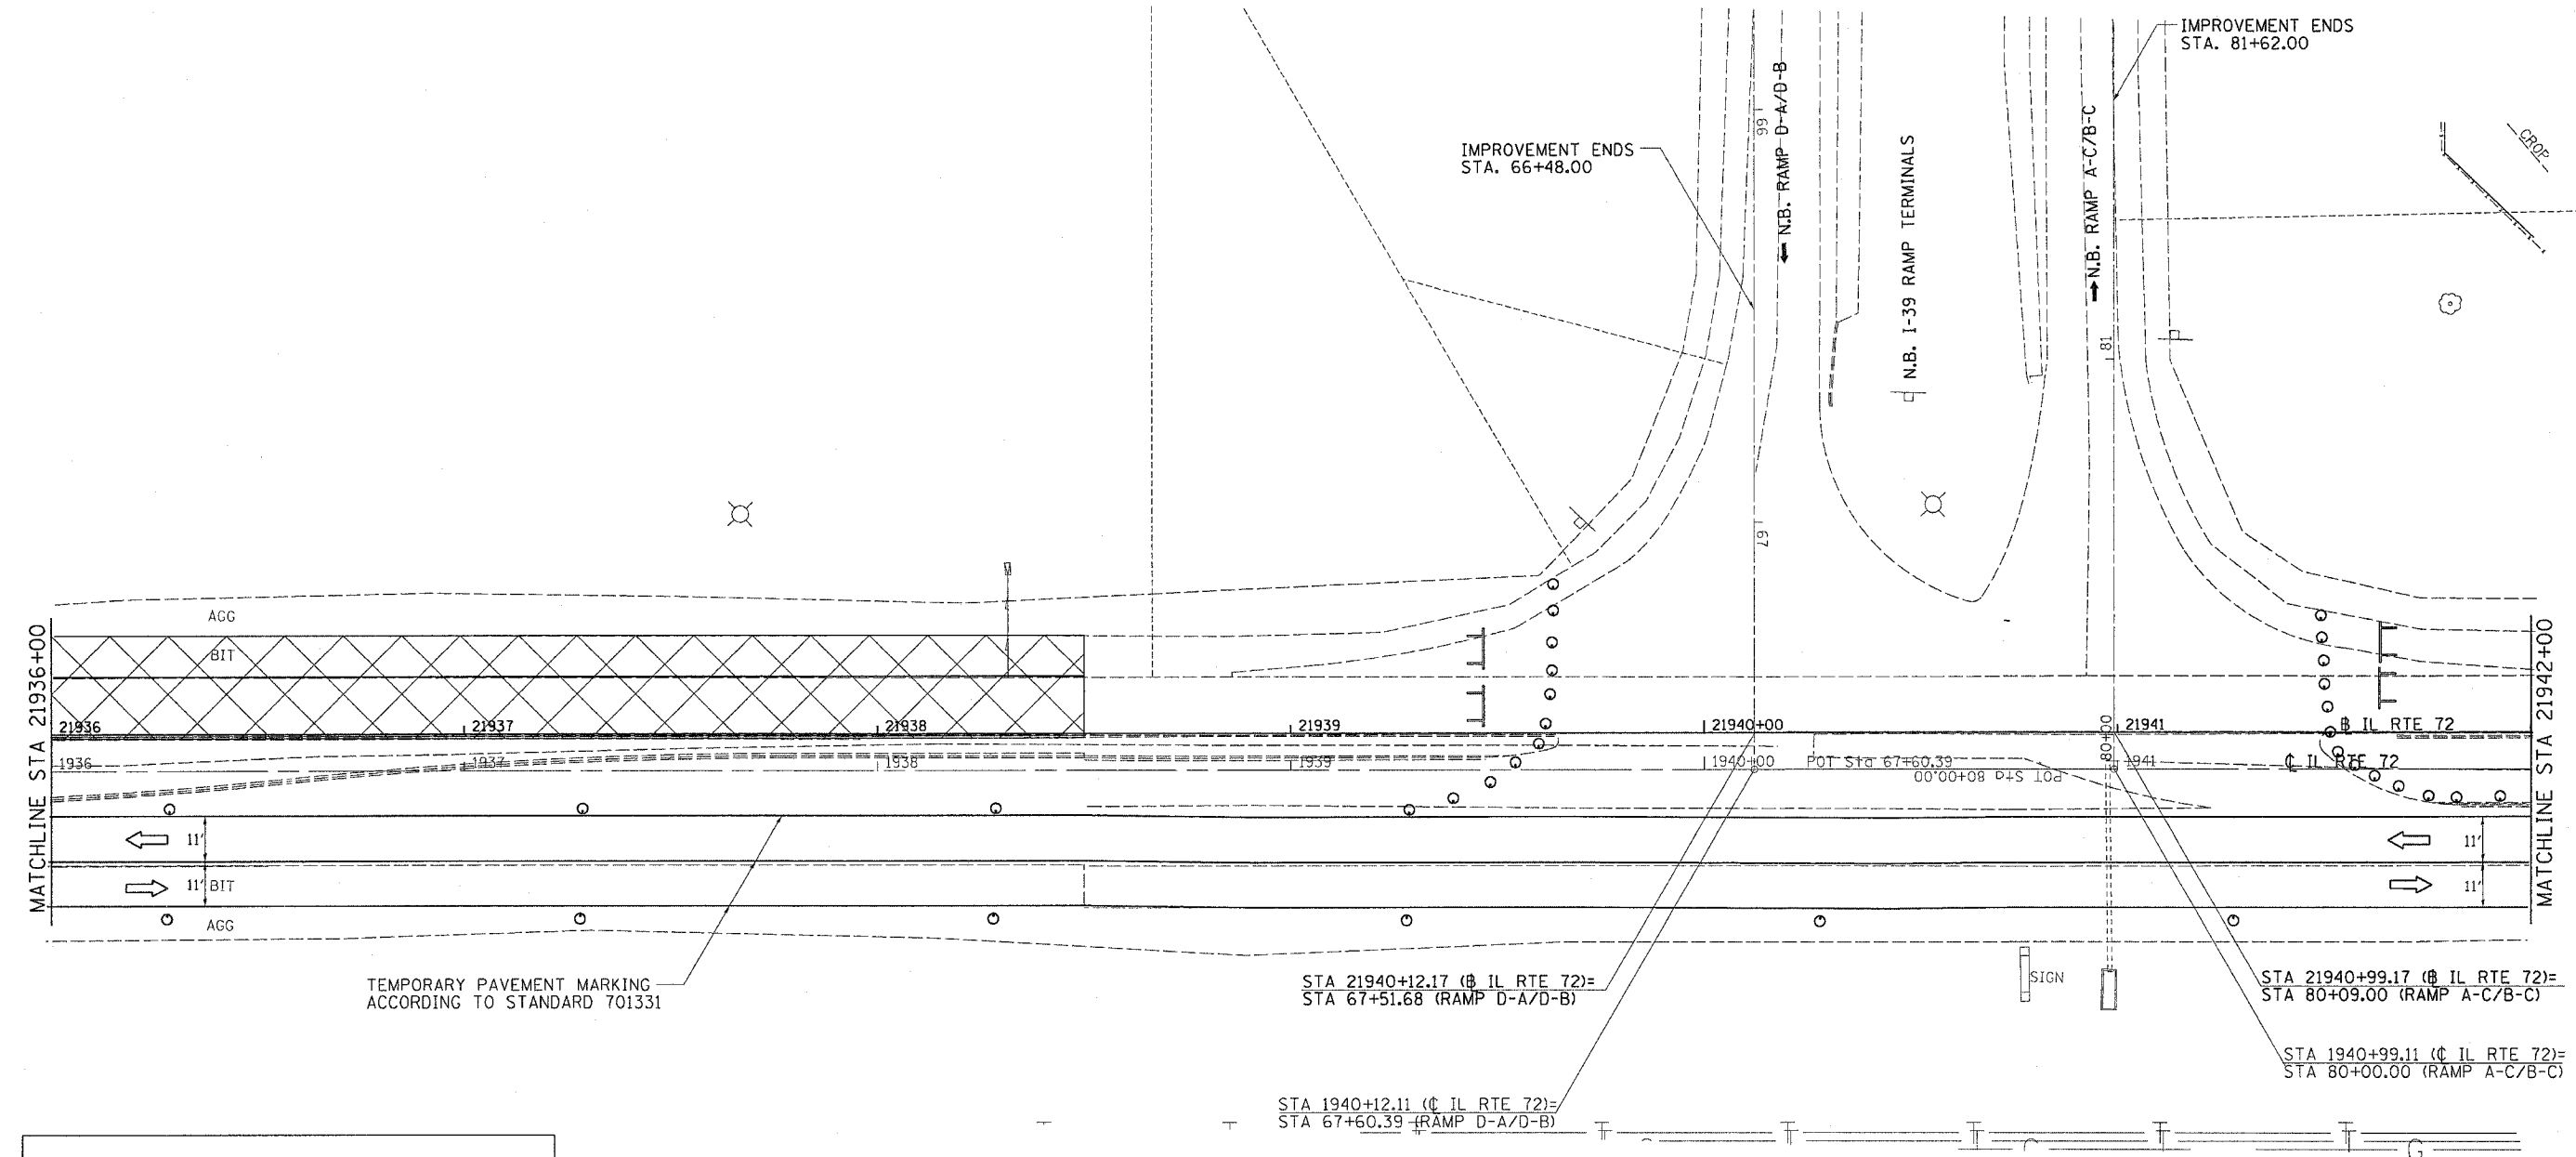 IMPROVEMENT ENDS
STA. 81+62.00
IMPROVEMENT ENDS
STA. 66+48.00
N.B. RAMP D-A/D-B
N.B. I-39 RAMP TERMINALS
N.B. RAMP A-C/B-C
CROP
66
67
81
80+00
MATCHLINE STA 21936+00
MATCHLINE STA 21942+00
AGG
BIT
21936
21937
21938
21939
21940+00
21941
℔ IL RTE 72
1936
1937
1938
1939
1940+00
POT Sta 67+60.39
POT Sta 80+00.00
1941
℄ IL RTE 72
11'
11'
11' BIT
11'
AGG
TEMPORARY PAVEMENT MARKING
ACCORDING TO STANDARD 701331
STA 21940+12.17 (℔ IL RTE 72)=
STA 67+51.68 (RAMP D-A/D-B)
SIGN
STA 21940+99.17 (℔ IL RTE 72)=
STA 80+09.00 (RAMP A-C/B-C)
STA 1940+99.11 (℄ IL RTE 72)=
STA 80+00.00 (RAMP A-C/B-C)
STA 1940+12.11 (℄ IL RTE 72)=
STA 67+60.39 (RAMP D-A/D-B)